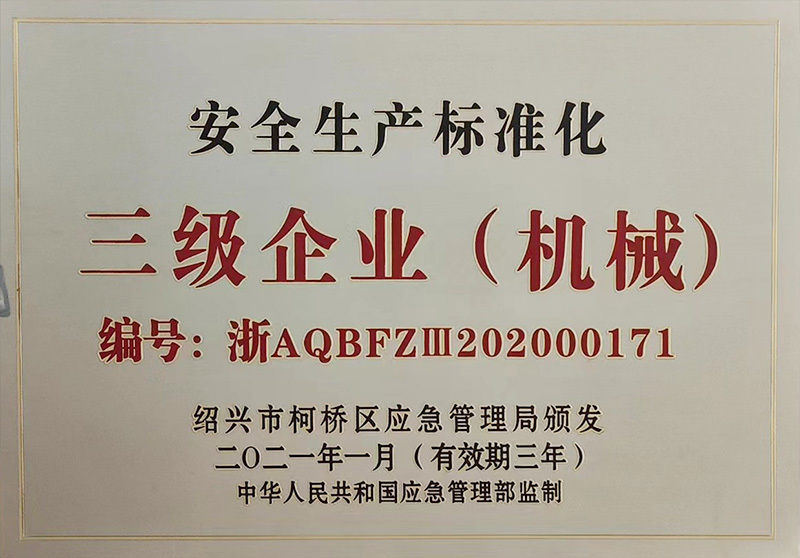 安全生产标准化
三级企业（机械）
编号：浙AQBFZⅢ202000171
绍兴市柯桥区应急管理局颁发
二〇二一年一月（有效期三年）
中华人民共和国应急管理部监制